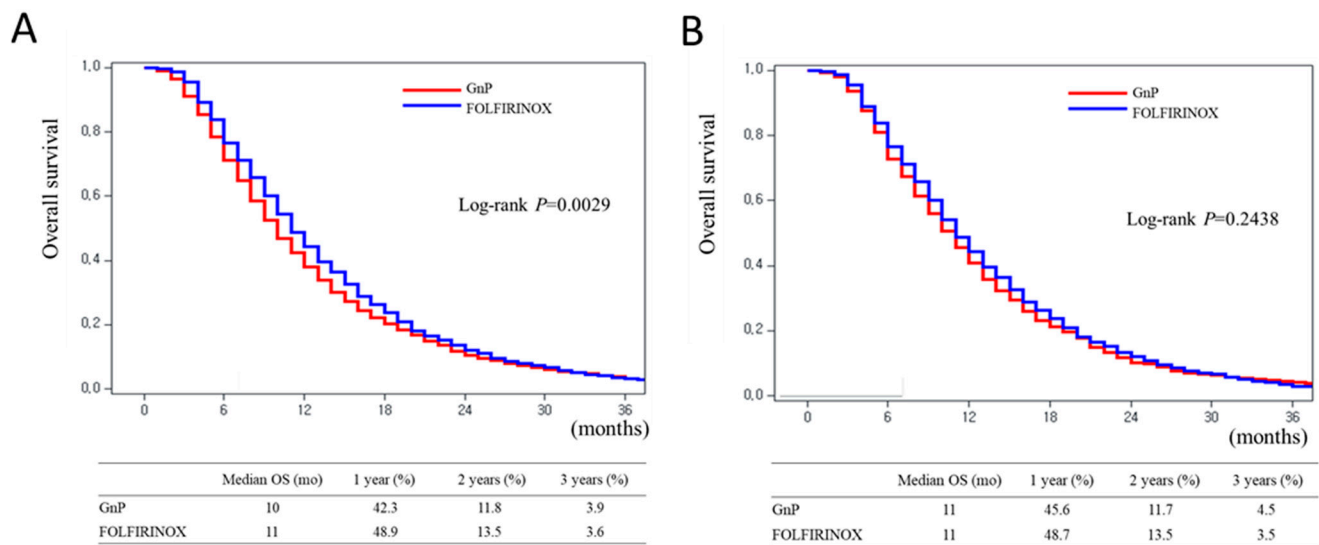 A
Overall survival
1,0
0,8
0,6
0,4
0,2
0,0
GnP
FOLFIRINOX
Log-rank P=0.0029
0 6 12 18 24 30 36
(months)
Median OS (mo) 1 year (%) 2 years (%) 3 years (%)
GnP 10 42.3 11.8 3.9
FOLFIRINOX 11 48.9 13.5 3.6
B
Overall survival
1,0
0,8
0,6
0,4
0,2
0,0
GnP
FOLFIRINOX
Log-rank P=0.2438
0 6 12 18 24 30 36
(months)
Median OS (mo) 1 year (%) 2 years (%) 3 years (%)
GnP 11 45.6 11.7 4.5
FOLFIRINOX 11 48.7 13.5 3.5